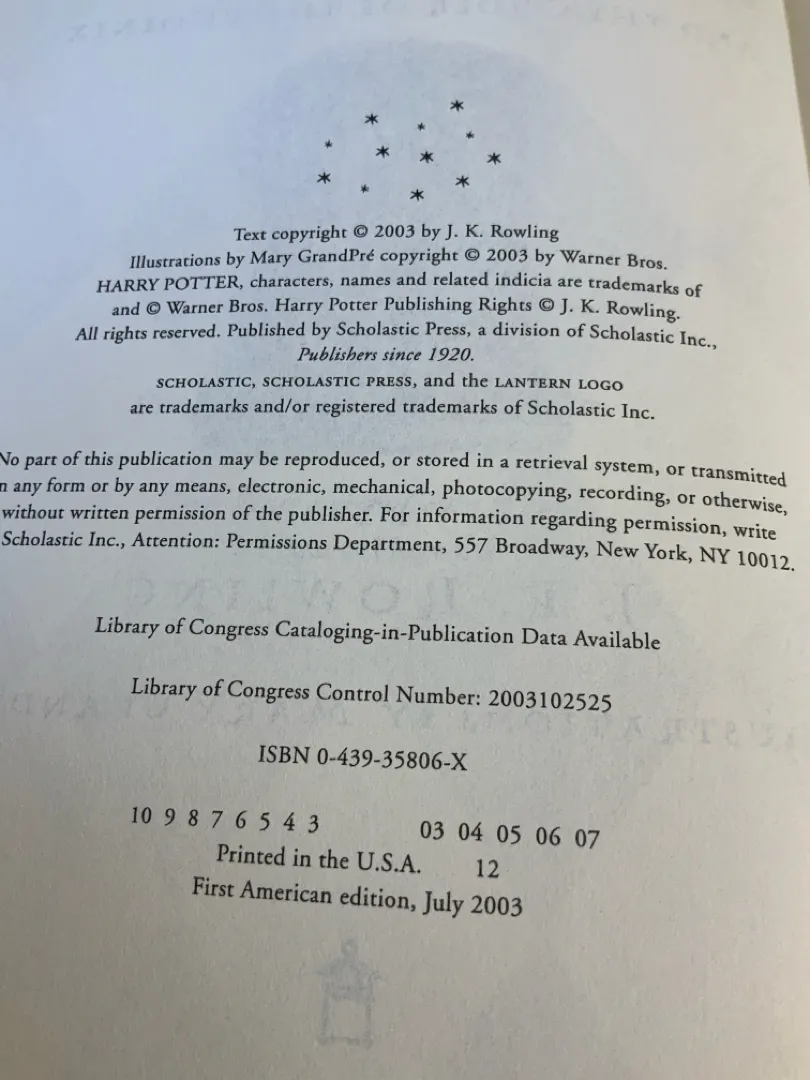 Text copyright © 2003 by J. K. Rowling
Illustrations by Mary GrandPré copyright © 2003 by Warner Bros.
HARRY POTTER, characters, names and related indicia are trademarks of
and © Warner Bros. Harry Potter Publishing Rights © J. K. Rowling.
All rights reserved. Published by Scholastic Press, a division of Scholastic Inc.,
Publishers since 1920.
SCHOLASTIC, SCHOLASTIC PRESS, and the LANTERN LOGO
are trademarks and/or registered trademarks of Scholastic Inc.
No part of this publication may be reproduced, or stored in a retrieval system, or transmitted
n any form or by any means, electronic, mechanical, photocopying, recording, or otherwise,
without written permission of the publisher. For information regarding permission, write
Scholastic Inc., Attention: Permissions Department, 557 Broadway, New York, NY 10012.
Library of Congress Cataloging-in-Publication Data Available
Library of Congress Control Number: 2003102525
ISBN 0-439-35806-X
10 9 8 7 6 5 4 3 03 04 05 06 07
Printed in the U.S.A. 12
First American edition, July 2003